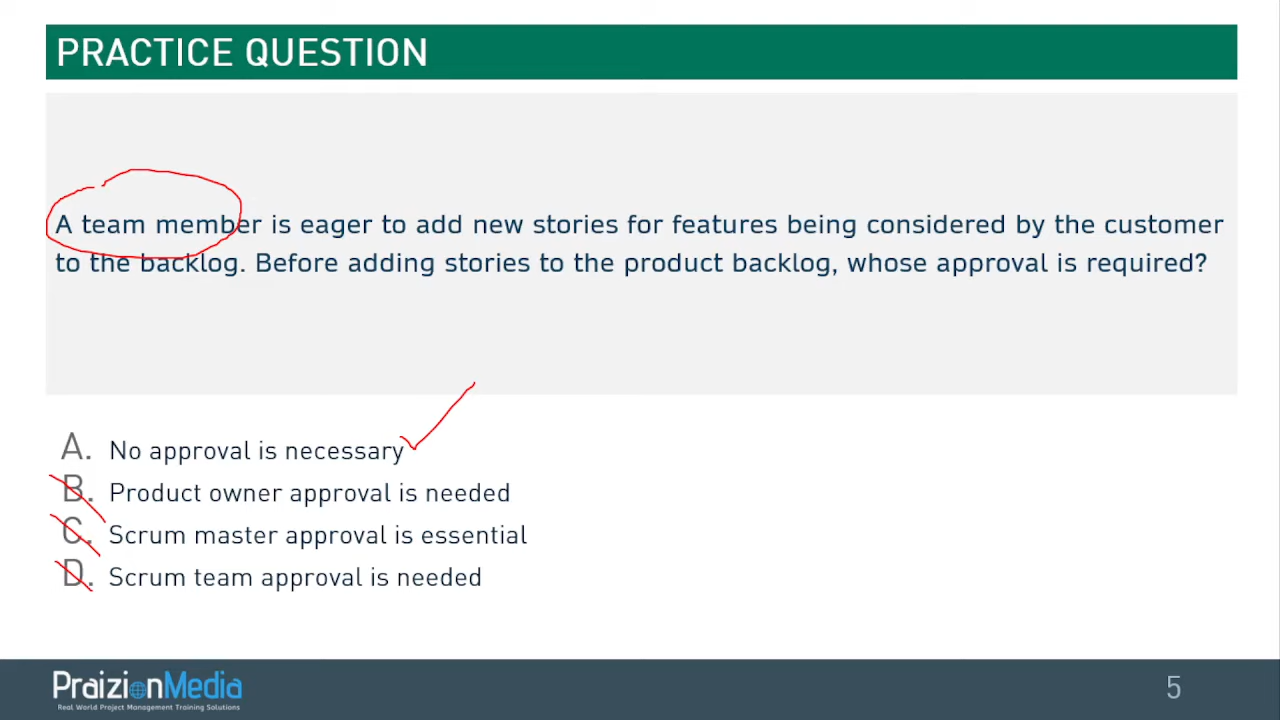 PRACTICE QUESTION
A team member is eager to add new stories for features being considered by the customer
to the backlog. Before adding stories to the product backlog, whose approval is required?
A. No approval is necessary
B. Product owner approval is needed
C. Scrum master approval is essential
D. Scrum team approval is needed
PraizionMedia
Real World Project Management Training Solutions
5